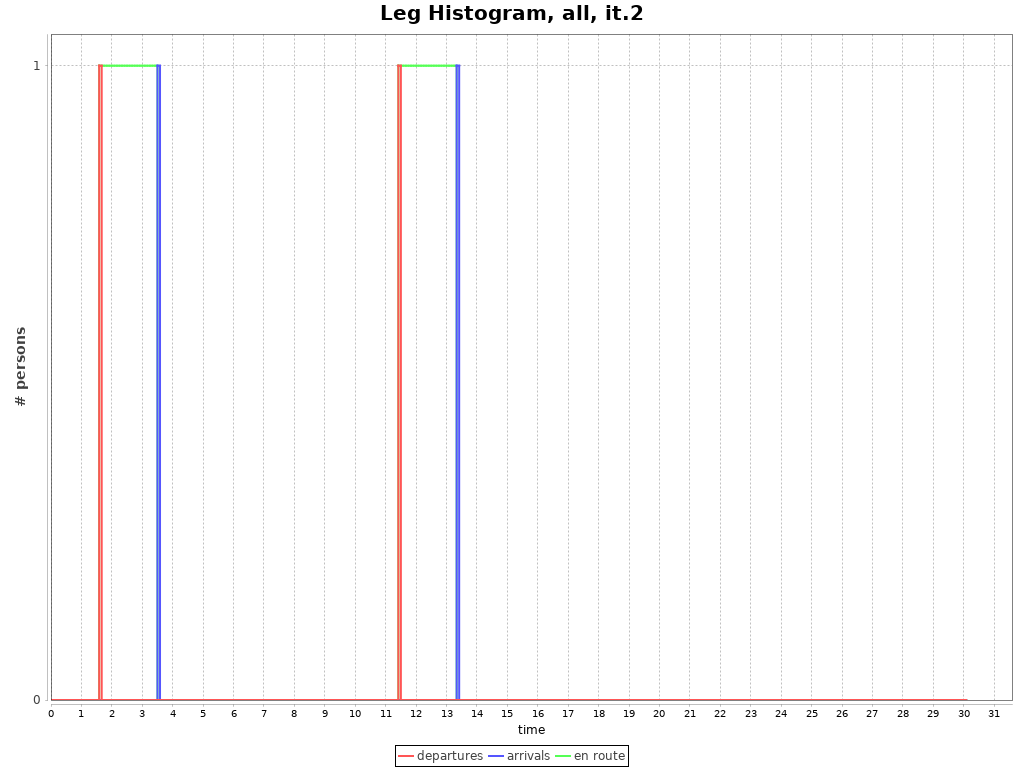 Leg Histogram, all, it.2
# persons
1
0
0 1 2 3 4 5 6 7 8 9 10 11 12 13 14 15 16 17 18 19 20 21 22 23 24 25 26 27 28 29 30 31
time
departures arrivals en route